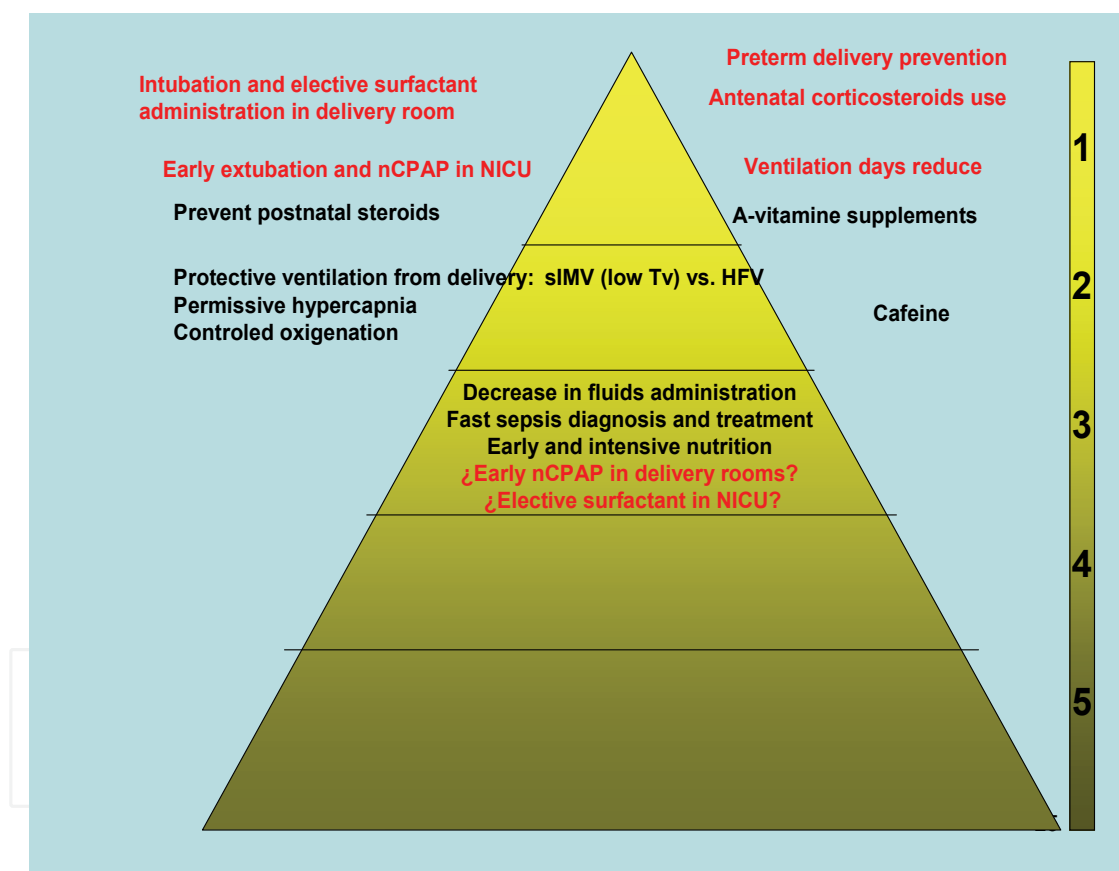 Preterm delivery prevention
Intubation and elective surfactant
administration in delivery room
Antenatal corticosteroids use
1
Early extubation and nCPAP in NICU
Ventilation days reduce
Prevent postnatal steroids
A-vitamine supplements
Protective ventilation from delivery: sIMV (low Tv) vs. HFV
2
Permissive hypercapnia
Cafeine
Controled oxigenation
Decrease in fluids administration
Fast sepsis diagnosis and treatment
3
Early and intensive nutrition
¿Early nCPAP in delivery rooms?
¿Elective surfactant in NICU?
4
5